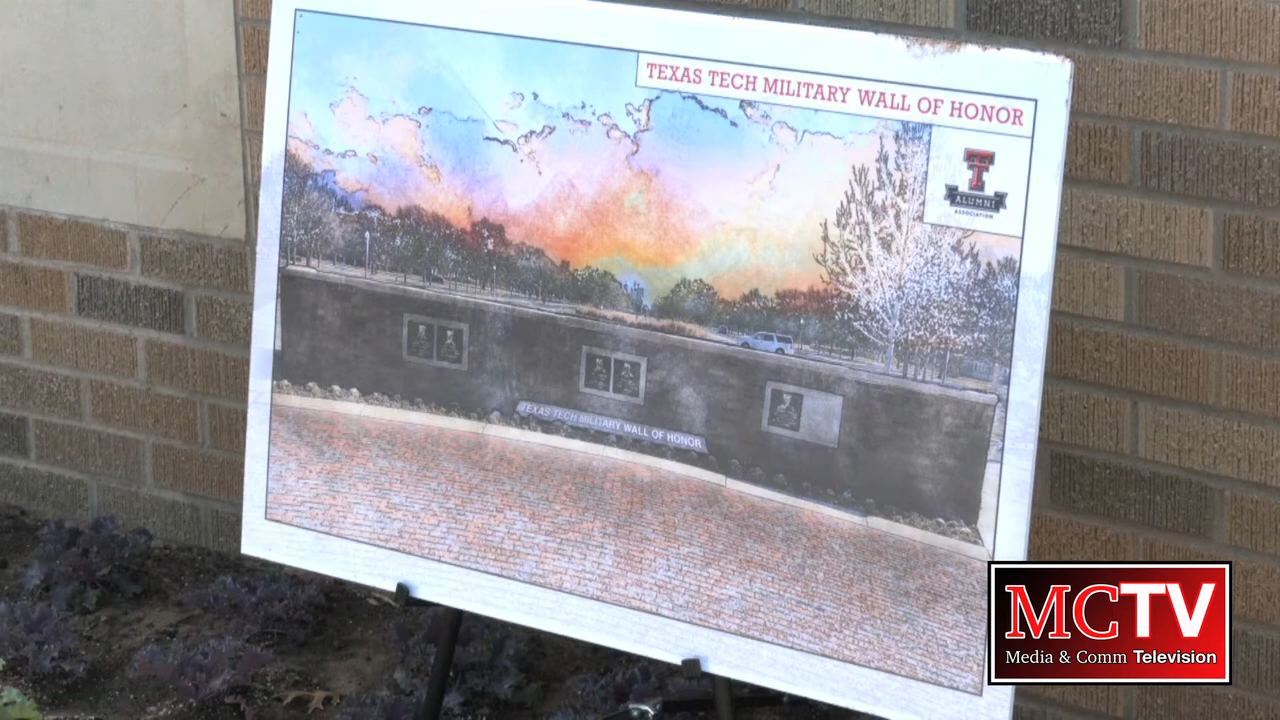 TEXAS TECH MILITARY WALL OF HONOR
T
ALUMNI
ASSOCIATION
TEXAS TECH MILITARY WALL OF HONOR
MCTV
Media & Comm Television